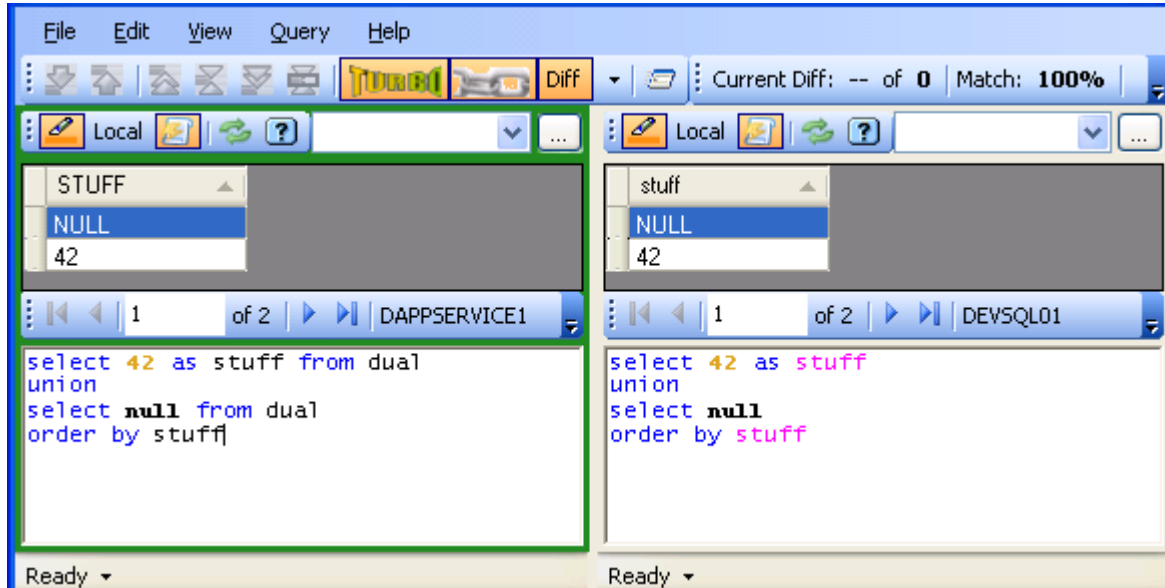 File Edit View Query Help
TURBO Diff Current Diff: -- of 0 Match: 100%
Local ...
STUFF
NULL
42
1 of 2 DAPPSERVICE1
select 42 as stuff from dual
union
select null from dual
order by stuff
Ready
Local ...
stuff
NULL
42
1 of 2 DEVSQL01
select 42 as stuff
union
select null
order by stuff
Ready